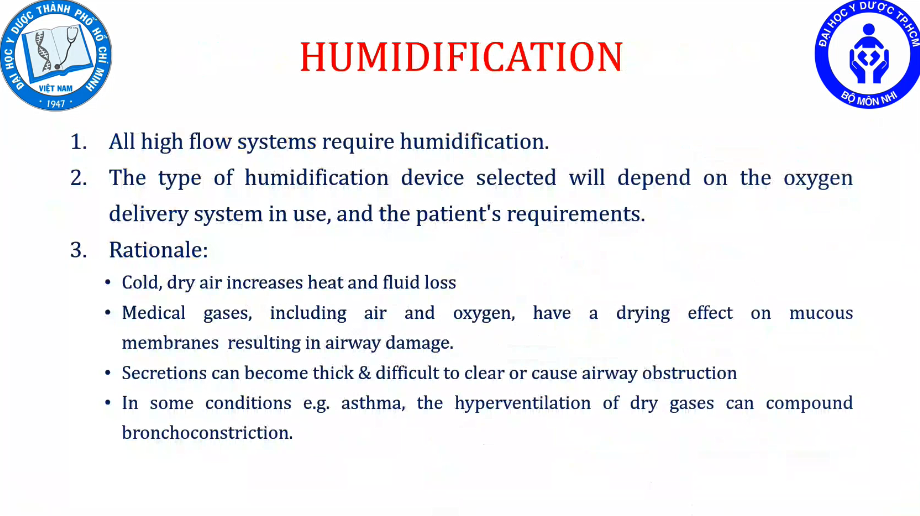 ĐẠI HỌC Y DƯỢC THÀNH PHỐ HỒ CHÍ MINH
VIỆT NAM
1947
HUMIDIFICATION
ĐẠI HỌC Y DƯỢC TP.HCM
BỘ MÔN NHI
1. All high flow systems require humidification.
2. The type of humidification device selected will depend on the oxygen
delivery system in use, and the patient's requirements.
3. Rationale:
• Cold, dry air increases heat and fluid loss
• Medical gases, including air and oxygen, have a drying effect on mucous
membranes resulting in airway damage.
• Secretions can become thick & difficult to clear or cause airway obstruction
• In some conditions e.g. asthma, the hyperventilation of dry gases can compound
bronchoconstriction.